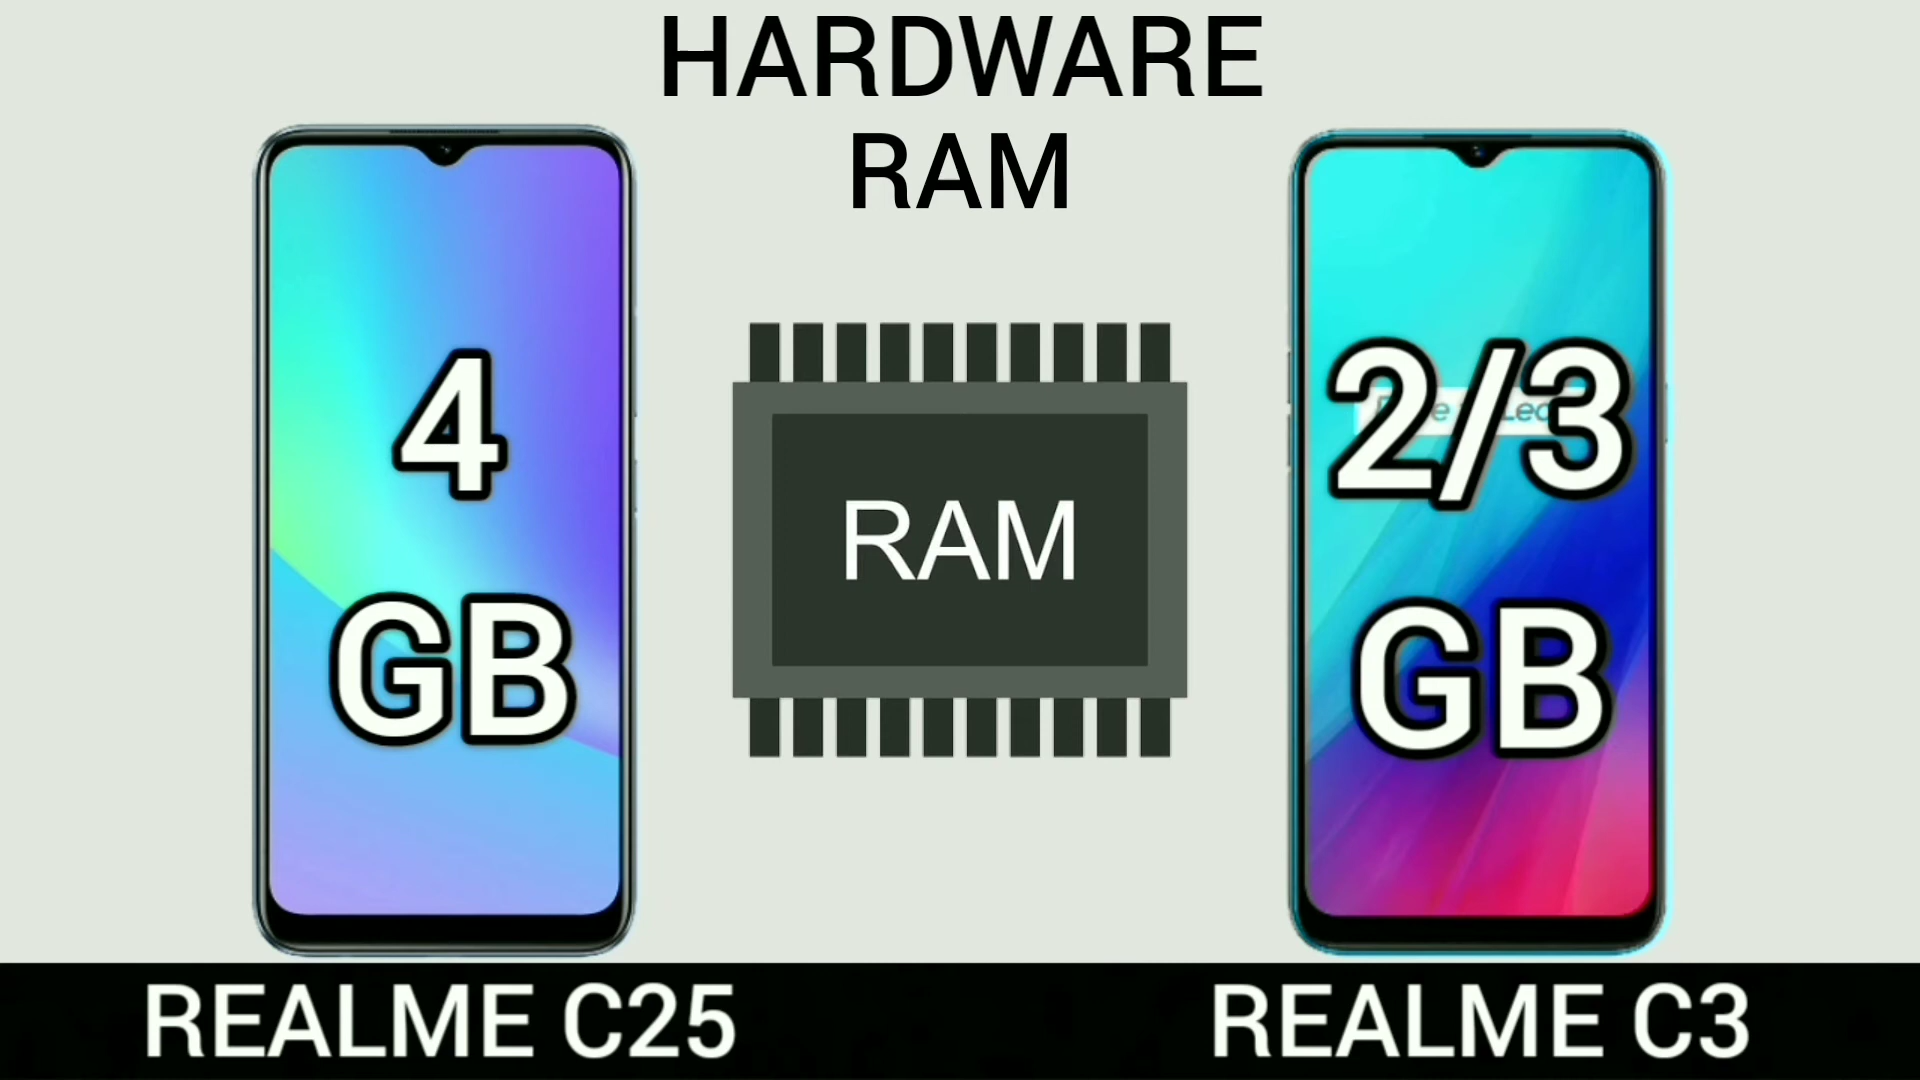 HARDWARE
RAM
4
GB
RAM
2/3
GB
REALME C25
REALME C3